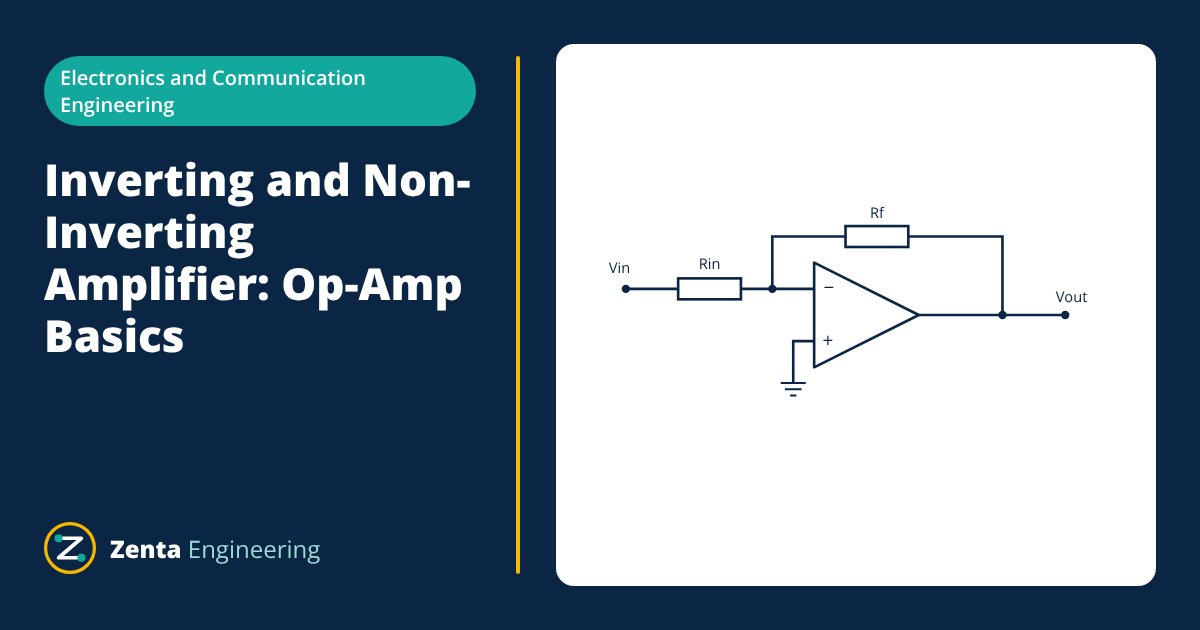 Electronics and Communication
Engineering
Inverting and Non-
Inverting
Amplifier: Op-Amp
Basics
Zenta Engineering
Rf
Vin
Rin
−
+
Vout